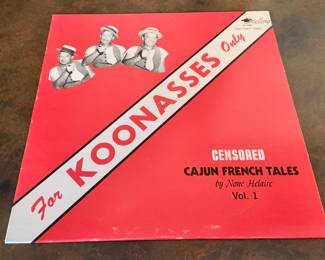 For KOONASSES Only
CENSORED
CAJUN FRENCH TALES
by Nonc Helaire
Vol. 1